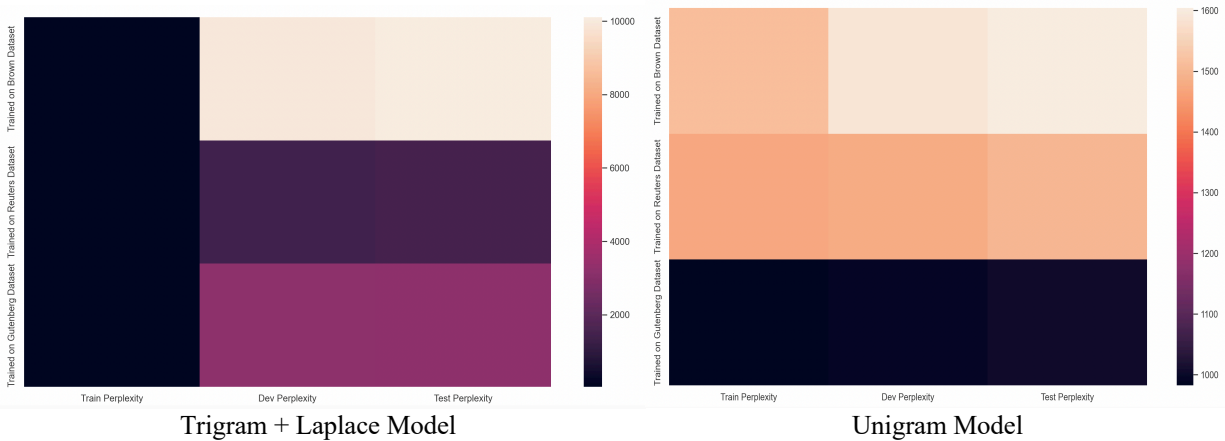 Trained on Brown Dataset
Trained on Reuters Dataset
Trained on Gutenberg Dataset
Train Perplexity
Dev Perplexity
Test Perplexity
10000
8000
6000
4000
2000
Trigram + Laplace Model
Trained on Brown Dataset
Trained on Reuters Dataset
Trained on Gutenberg Dataset
Train Perplexity
Dev Perplexity
Test Perplexity
1600
1500
1400
1300
1200
1100
1000
Unigram Model